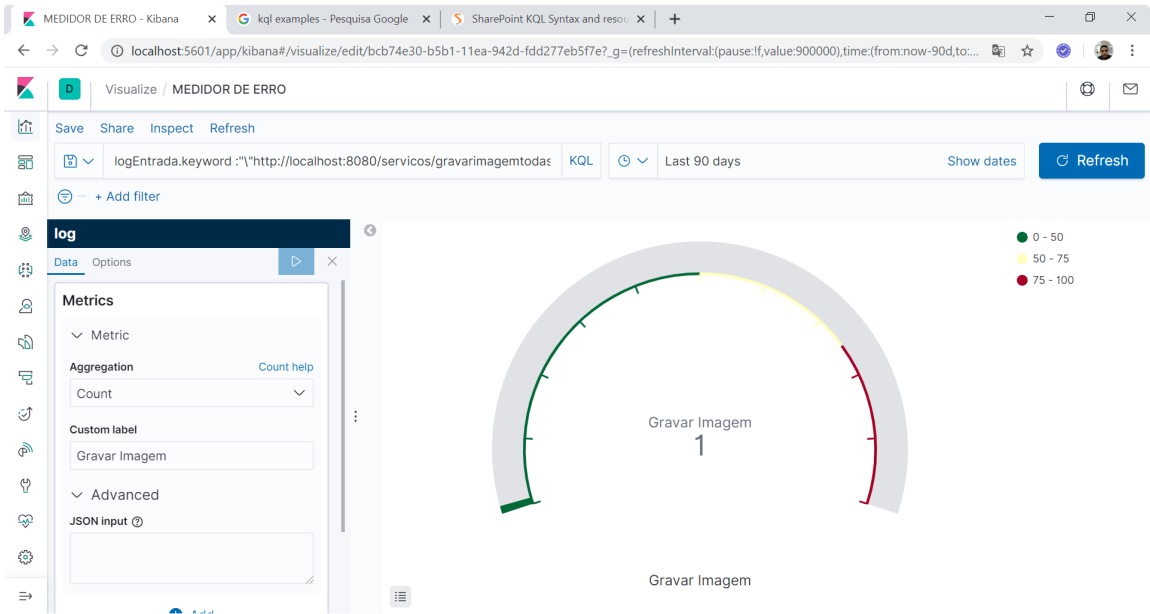 MEDIDOR DE ERRO - Kibana
kql examples - Pesquisa Google
SharePoint KQL Syntax and resou
localhost:5601/app/kibana#/visualize/edit/bcb74e30-b5b1-11ea-942d-fdd277eb5f7e?_g=(refreshInterval:(pause:!f,value:900000),time:(from:now-90d,to:...
D
Visualize / MEDIDOR DE ERRO
Save Share Inspect Refresh
logEntrada.keyword :"\"http://localhost:8080/servicos/gravarimagemtodas
KQL
Last 90 days
Show dates
Refresh
+ Add filter
log
Data Options
Metrics
Metric
Aggregation Count help
Count
Custom label
Gravar Imagem
Advanced
JSON input
Add
0 - 50
50 - 75
75 - 100
Gravar Imagem
1
Gravar Imagem